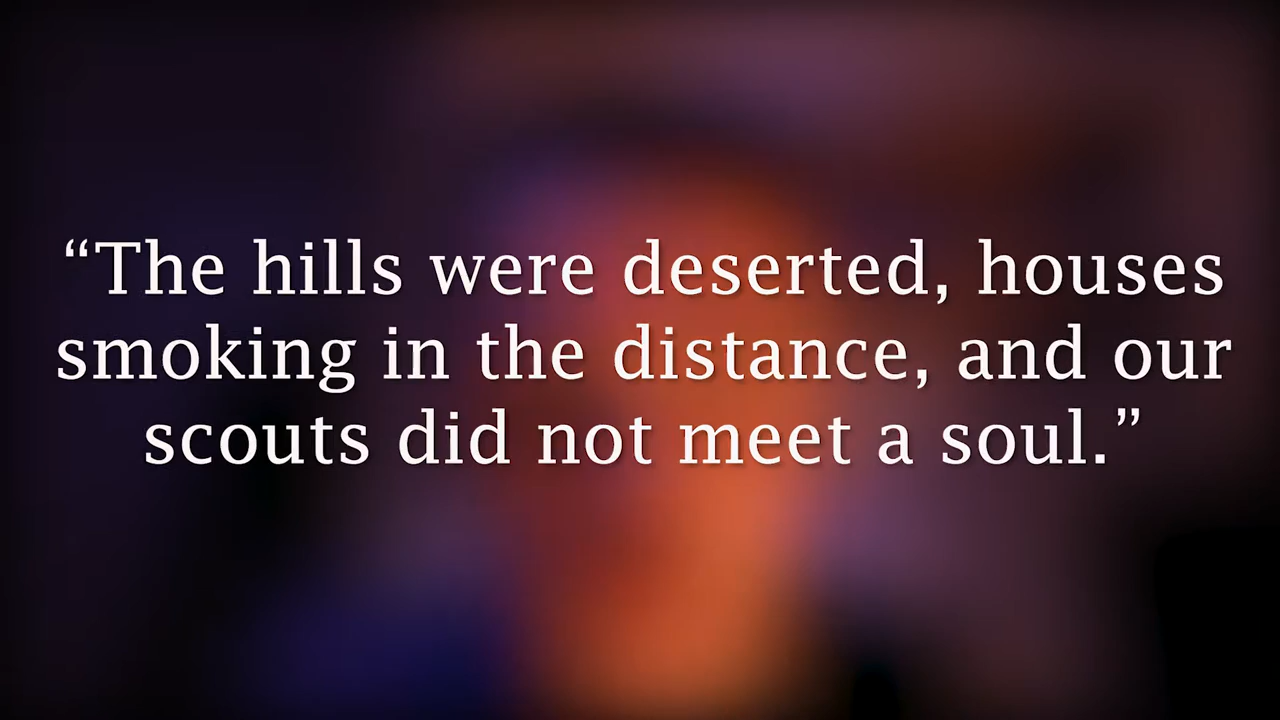 “The hills were deserted, houses
smoking in the distance, and our
scouts did not meet a soul.”